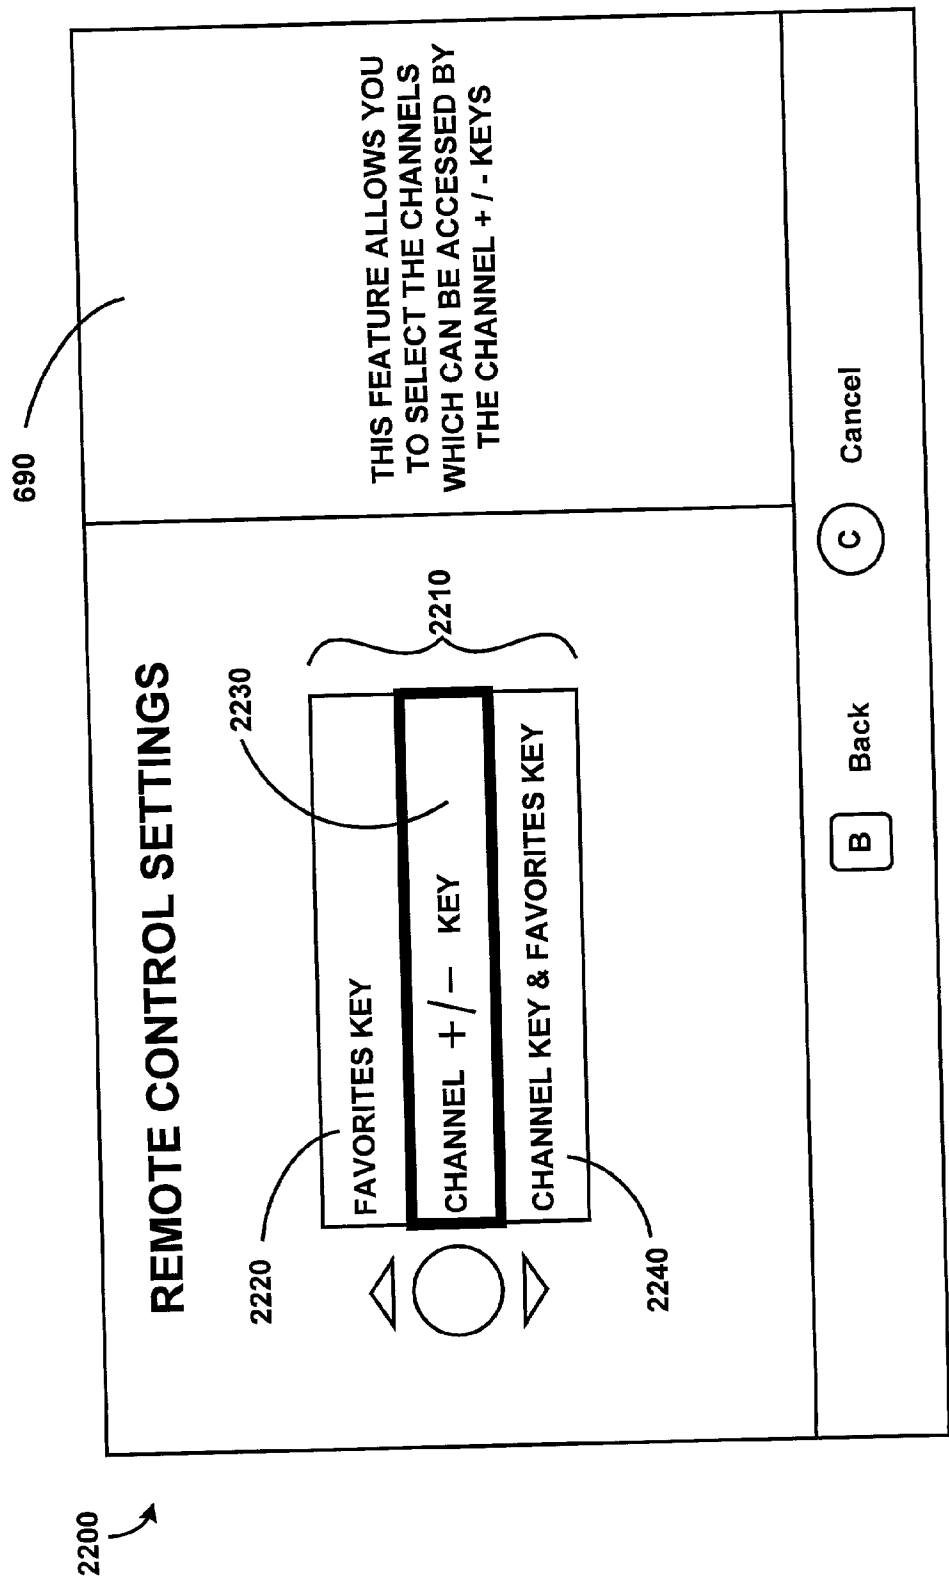 2200
690
REMOTE CONTROL SETTINGS
2220
2230
FAVORITES KEY
CHANNEL +/- KEY
CHANNEL KEY & FAVORITES KEY
2210
2240
THIS FEATURE ALLOWS YOU
TO SELECT THE CHANNELS
WHICH CAN BE ACCESSED BY
THE CHANNEL + / - KEYS
B Back
C Cancel